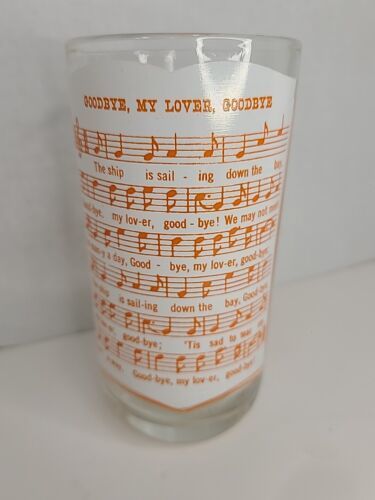 GOODBYE, MY LOVER, GOODBYE
The ship is sail - ing down the bay,
bye, my lov-er, good - bye! We may not meet
a day, Good - bye, my lov-er, good-bye!
is sail-ing down the bay, Good-
good-bye; 'Tis sad to tear
Good-bye, my lov-er, good-